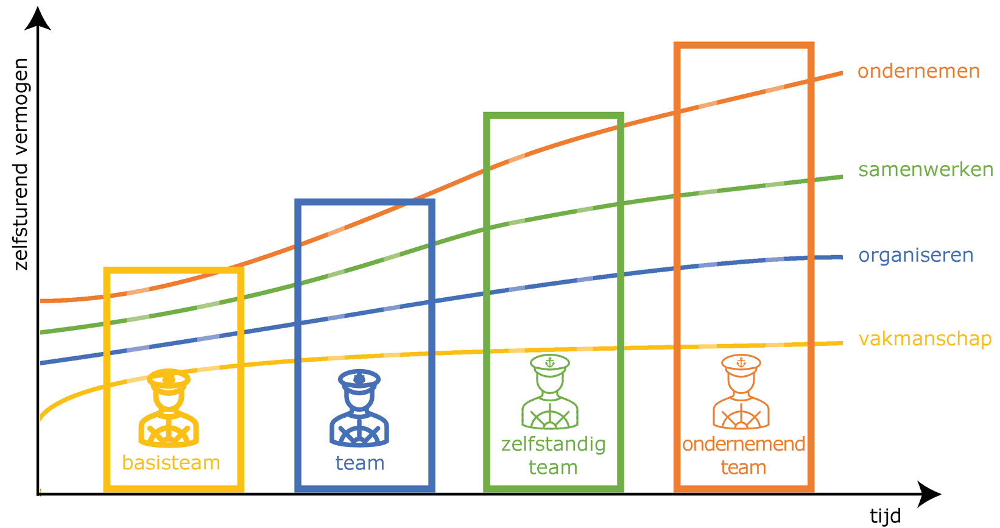 zelfsturend vermogen
ondernemen
samenwerken
organiseren
vakmanschap
basisteam
team
zelfstandig
team
ondernemend
team
tijd